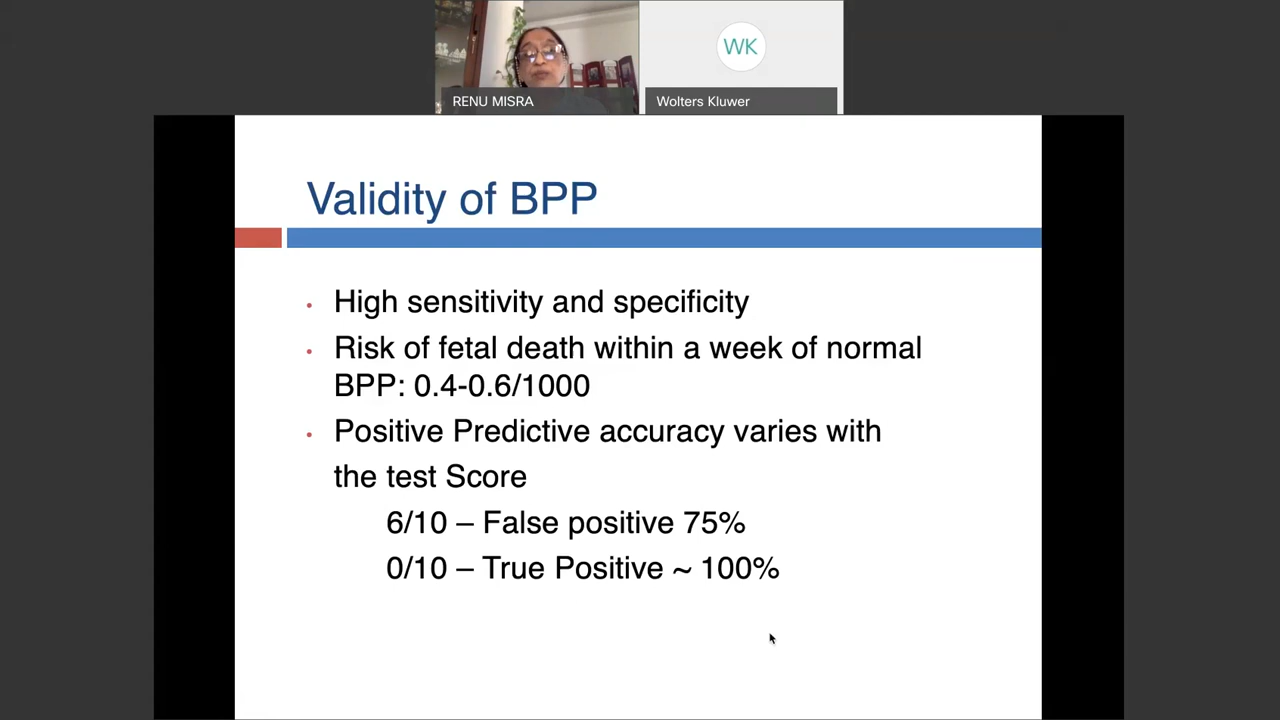 WK
RENU MISRA
Wolters Kluwer
Validity of BPP
• High sensitivity and specificity
• Risk of fetal death within a week of normal
BPP: 0.4-0.6/1000
• Positive Predictive accuracy varies with
the test Score
6/10 – False positive 75%
0/10 – True Positive ~ 100%